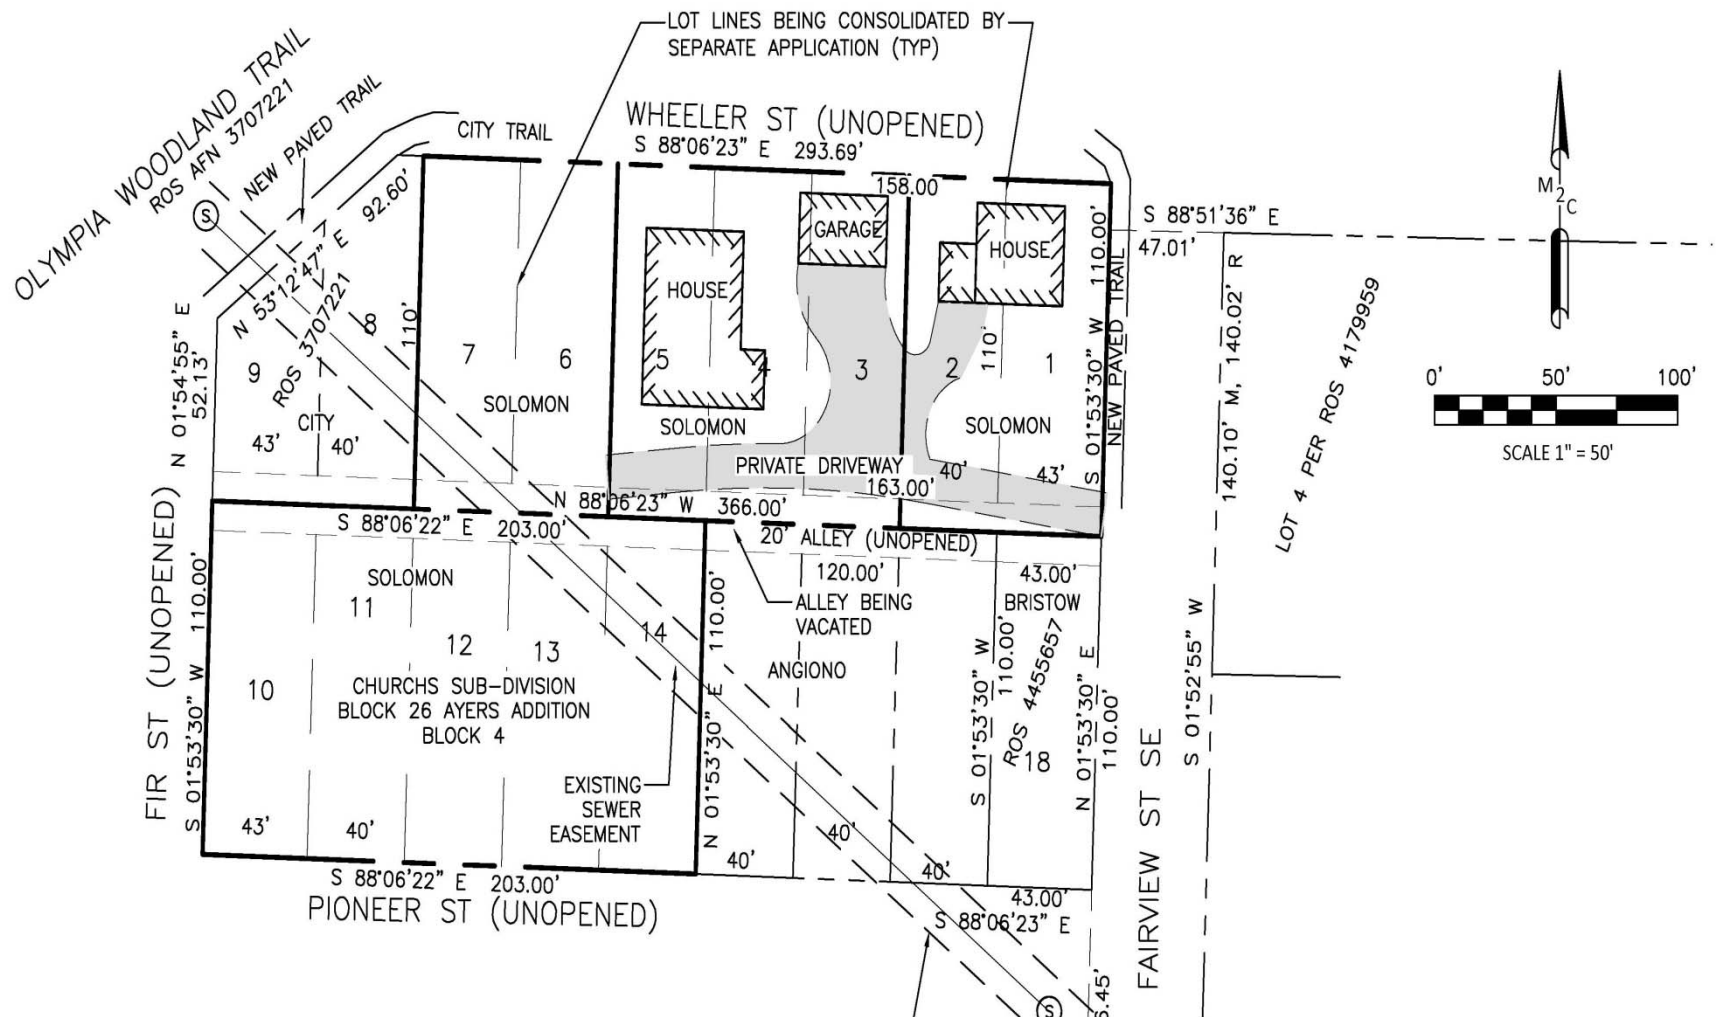 LOT LINES BEING CONSOLIDATED BY
SEPARATE APPLICATION (TYP)
OLYMPIA WOODLAND TRAIL
ROS AFN 3707221
NEW PAVED TRAIL
CITY TRAIL
WHEELER ST (UNOPENED)
S 88°06'23" E 293.69'
158.00
92.60'
N 53°12'47" E
ROS 3707221
S
GARAGE
HOUSE
HOUSE
110.00'
S 01°53'30" W
NEW PAVED TRAIL
S 88°51'36" E
47.01'
140.10' M, 140.02' R
LOT 4 PER ROS 4179959
M2C
0' 50' 100'
SCALE 1" = 50'
N 01°54'55" E
52.13'
9
8
110'
7
6
5
4
3
2
110'
1
CITY
43'
40'
SOLOMON
SOLOMON
SOLOMON
PRIVATE DRIVEWAY
40'
43'
163.00'
N 88°06'23" W 366.00'
S 88°06'22" E 203.00'
20' ALLEY (UNOPENED)
FIR ST (UNOPENED)
S 01°53'30" W 110.00'
SOLOMON
11
12
13
14
10
CHURCHS SUB-DIVISION
BLOCK 26 AYERS ADDITION
BLOCK 4
EXISTING
SEWER
EASEMENT
N 01°53'30" E 110.00'
120.00'
ALLEY BEING
VACATED
ANGIONO
43.00'
BRISTOW
S 01°53'30" W
110.00'
ROS 4455657
18
N 01°53'30" E
110.00'
S 01°52'55" W
FAIRVIEW ST SE
43'
40'
40'
40'
40'
43.00'
S 88°06'23" E
S 88°06'22" E 203.00'
PIONEER ST (UNOPENED)
S